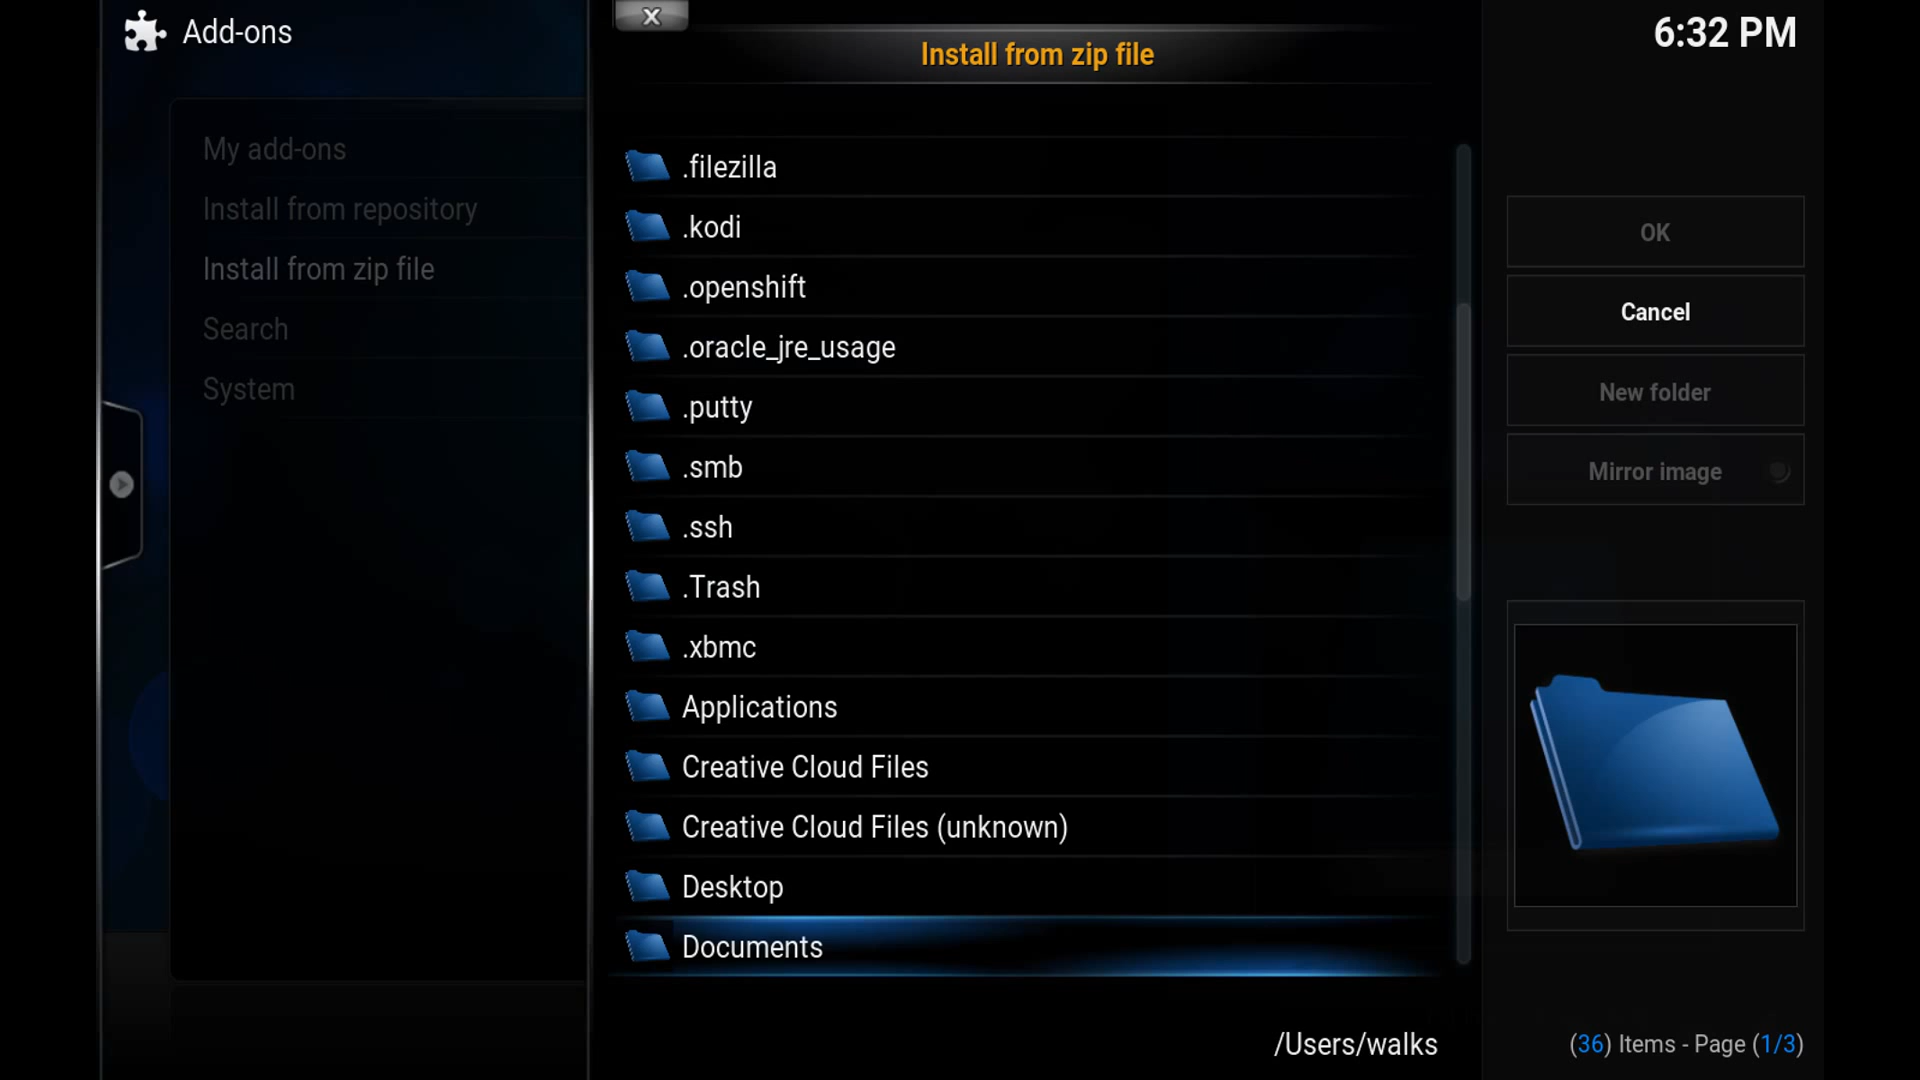 Add-ons
My add-ons
Install from repository
Install from zip file
Search
System
X
Install from zip file
.filezilla
.kodi
.openshift
.oracle_jre_usage
.putty
.smb
.ssh
.Trash
.xbmc
Applications
Creative Cloud Files
Creative Cloud Files (unknown)
Desktop
Documents
/Users/walks
6:32 PM
OK
Cancel
New folder
Mirror image
(36) Items - Page (1/3)